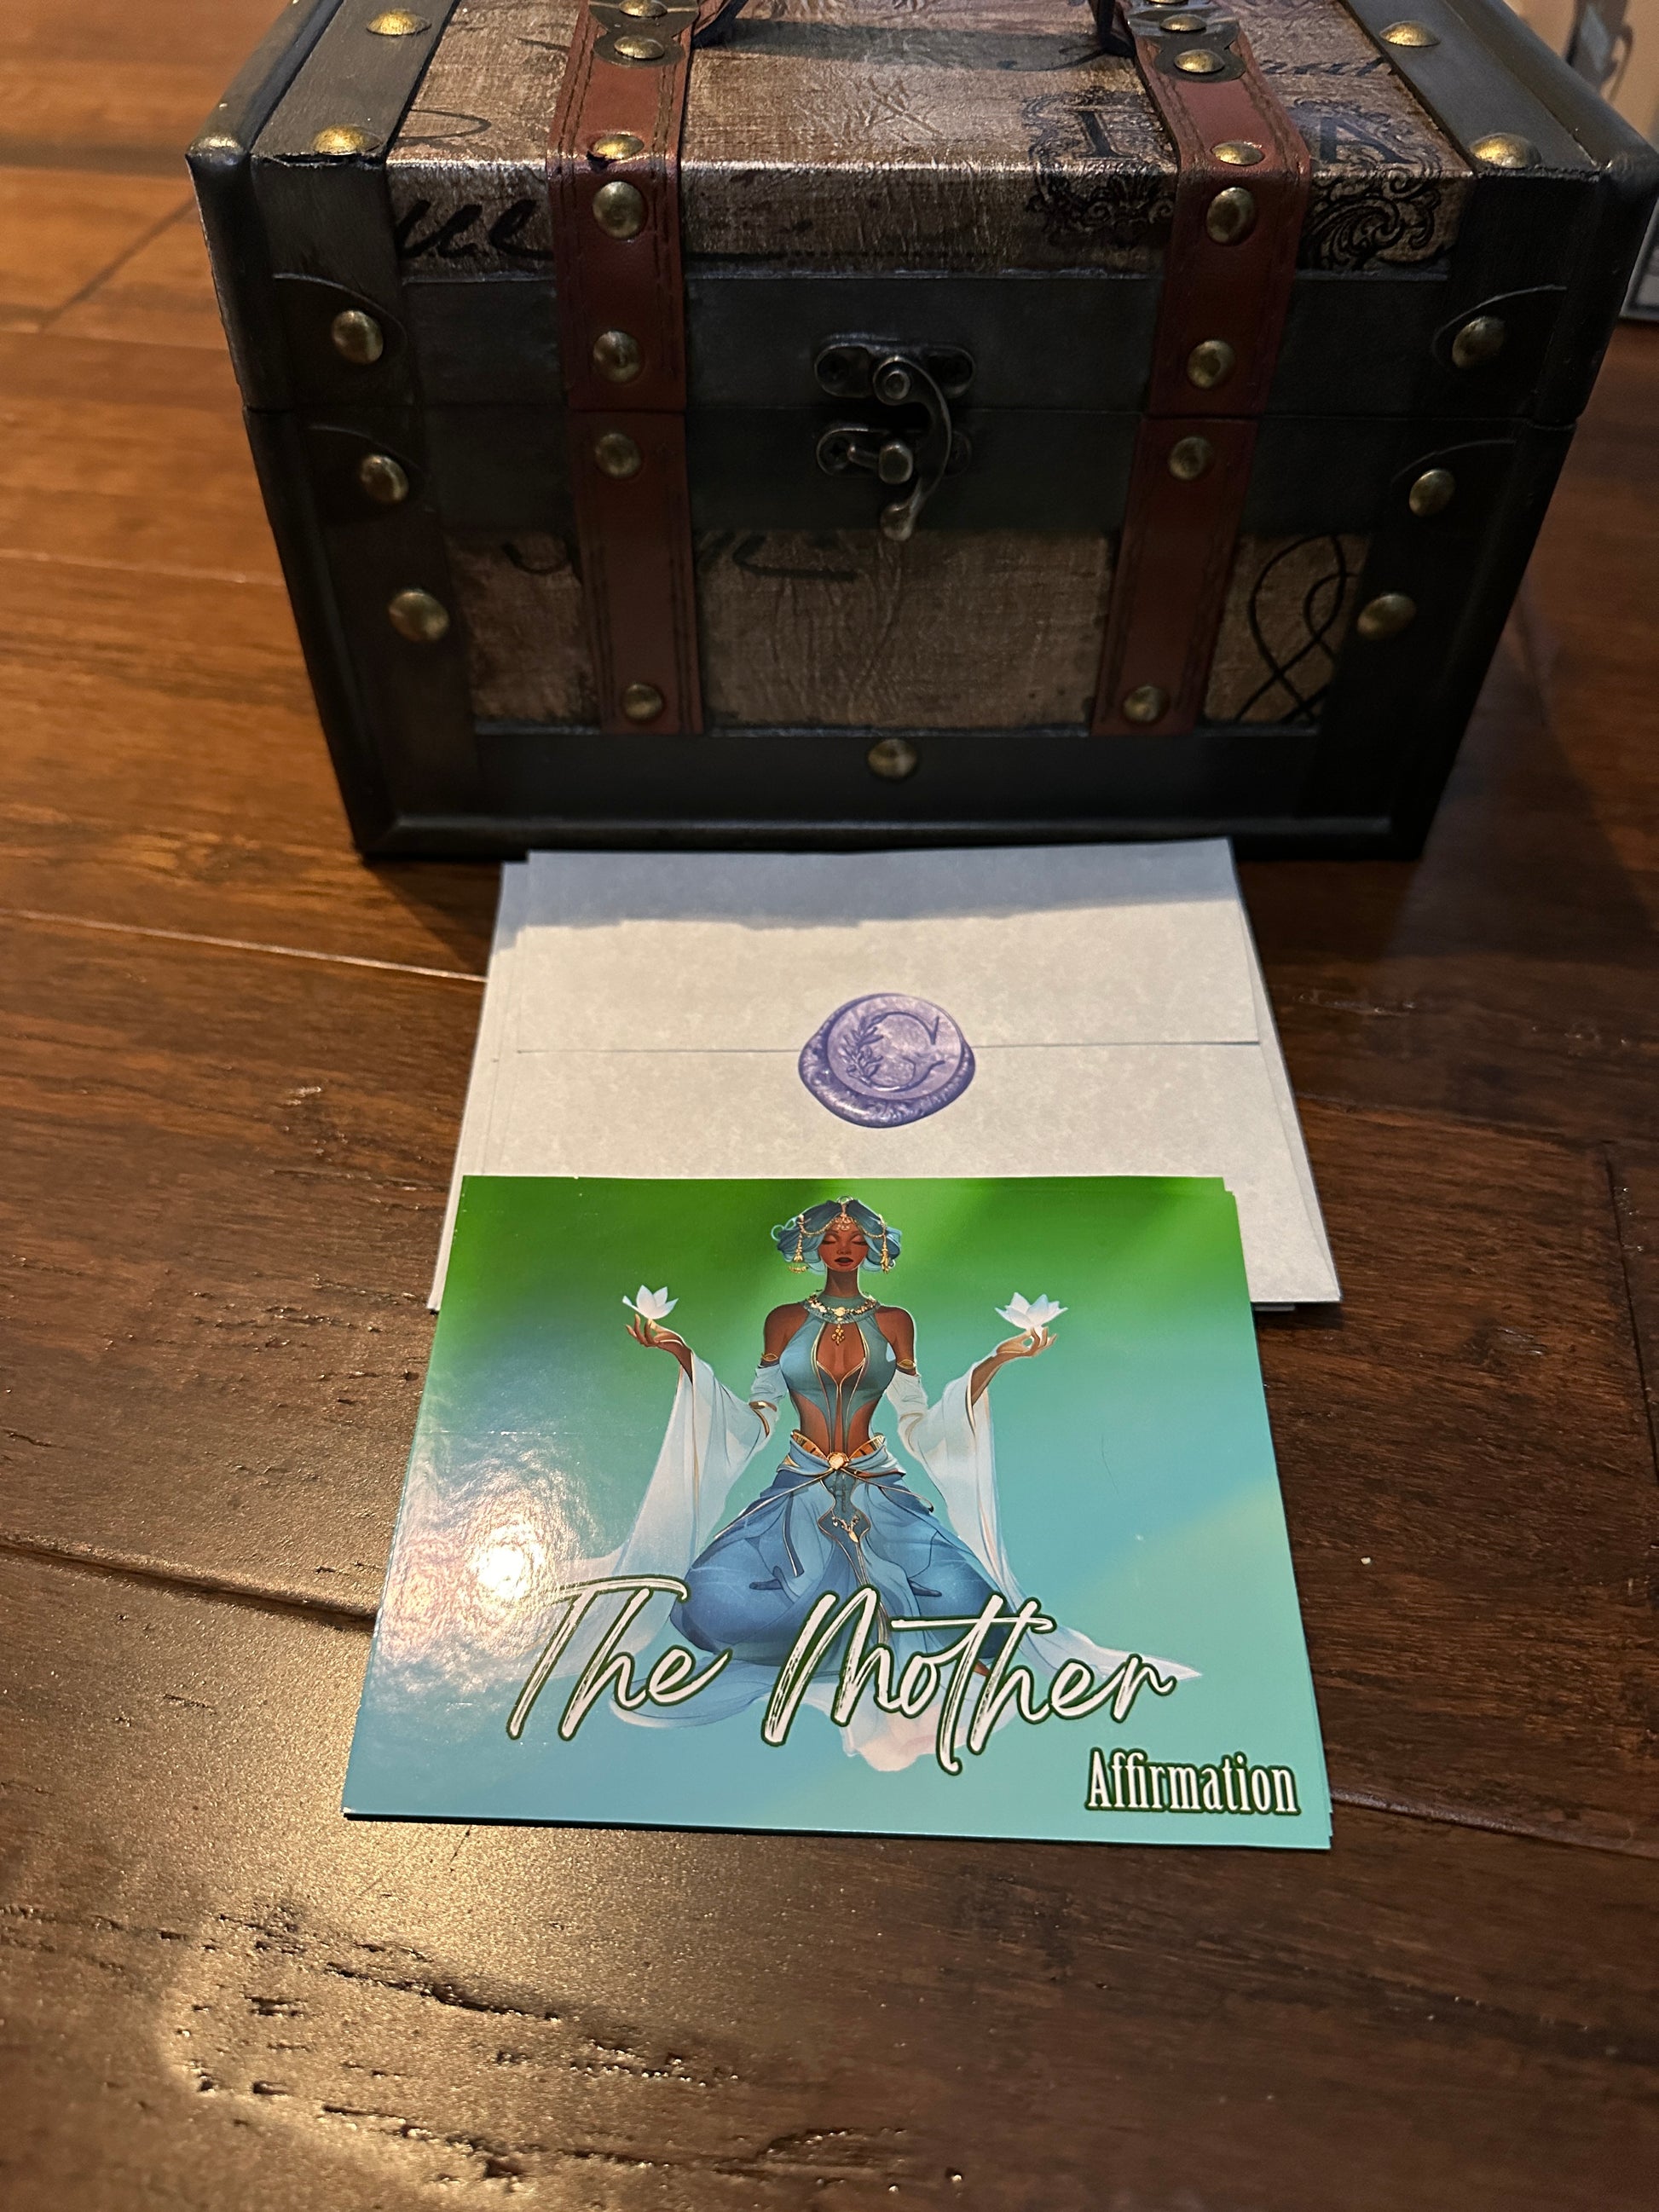 C
The Mother
Affirmation